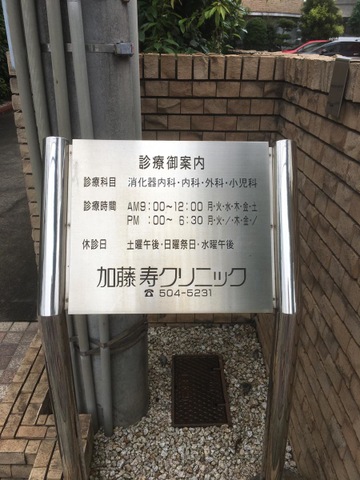 診療御案内
診療科目 消化器内科・内科・外科・小児科
診療時間 AM9:00~12:00 月・火・水・木・金・土
PM :00~ 6:30 月・火・/・木・金・/
休診日 土曜午後・日曜祭日・水曜午後
加藤寿クリニック
☎504-5231